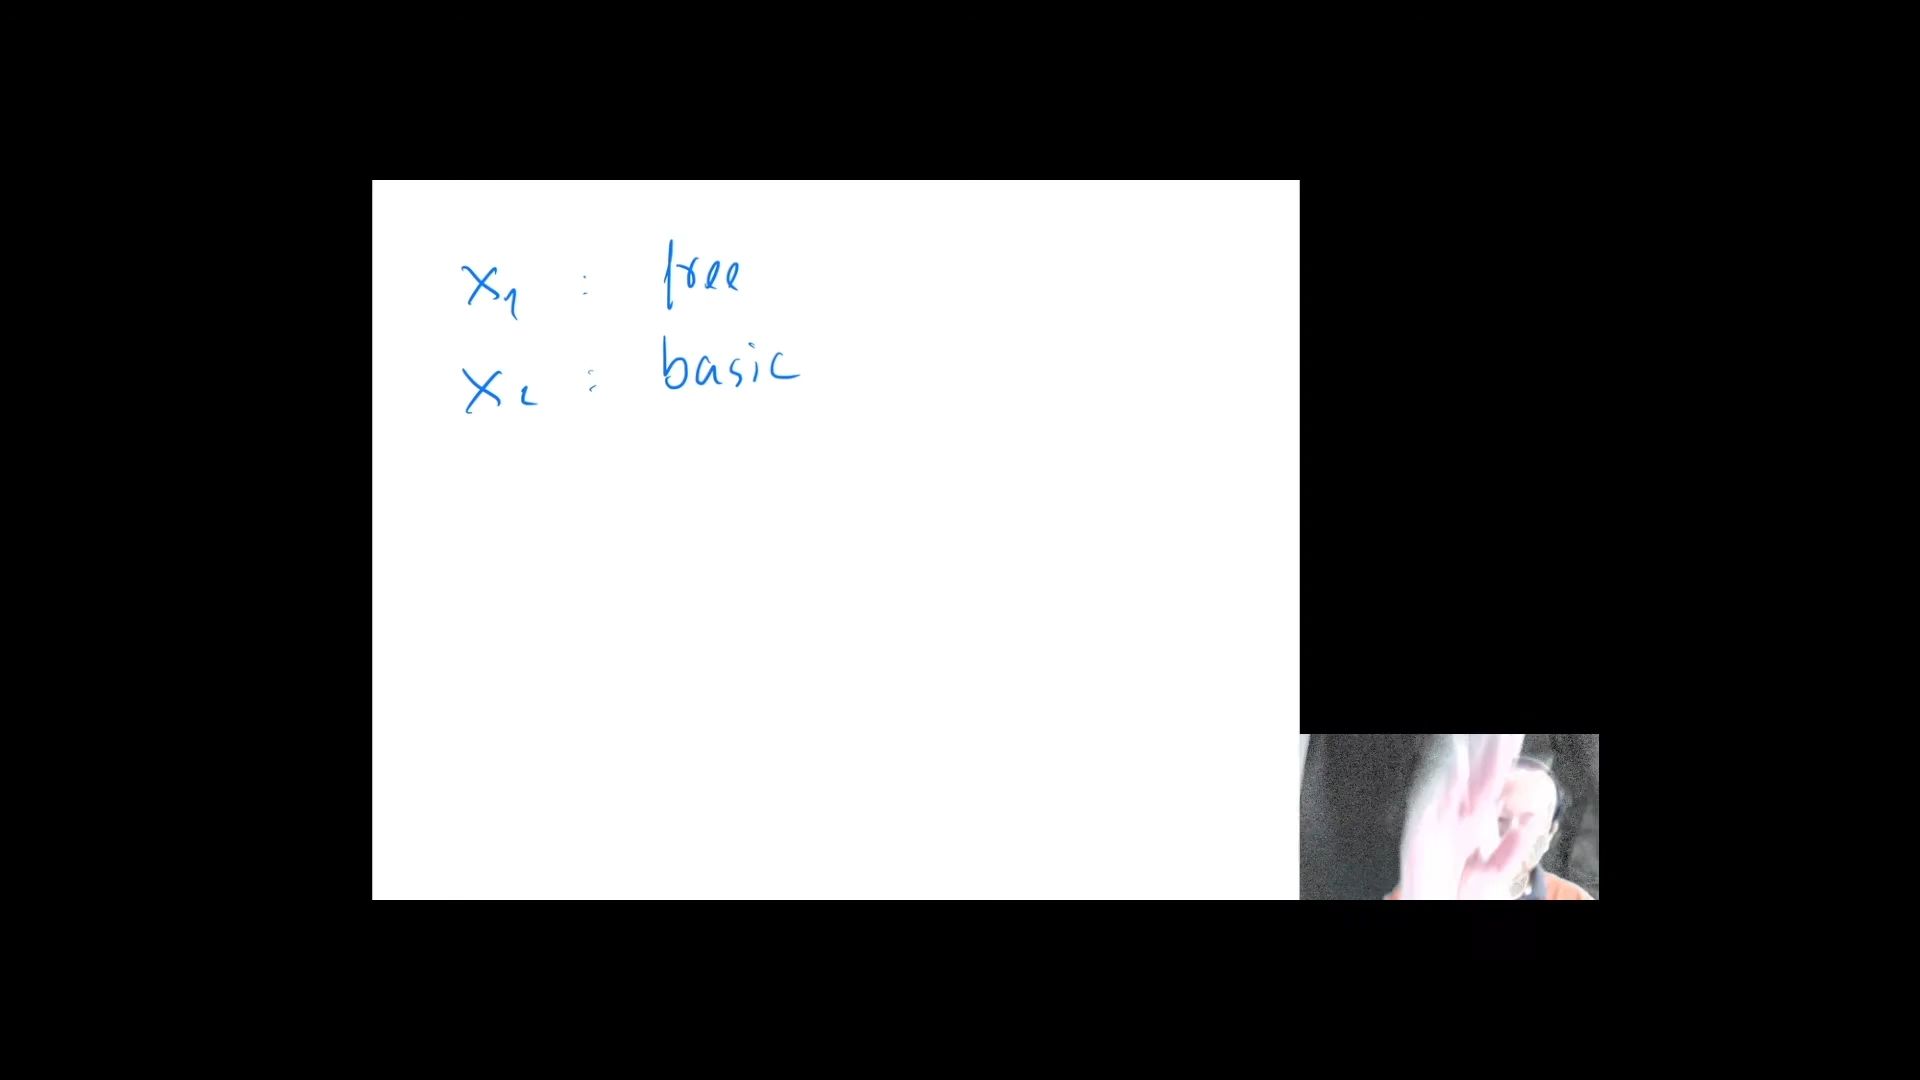 x₁ : free
x₂ : basic